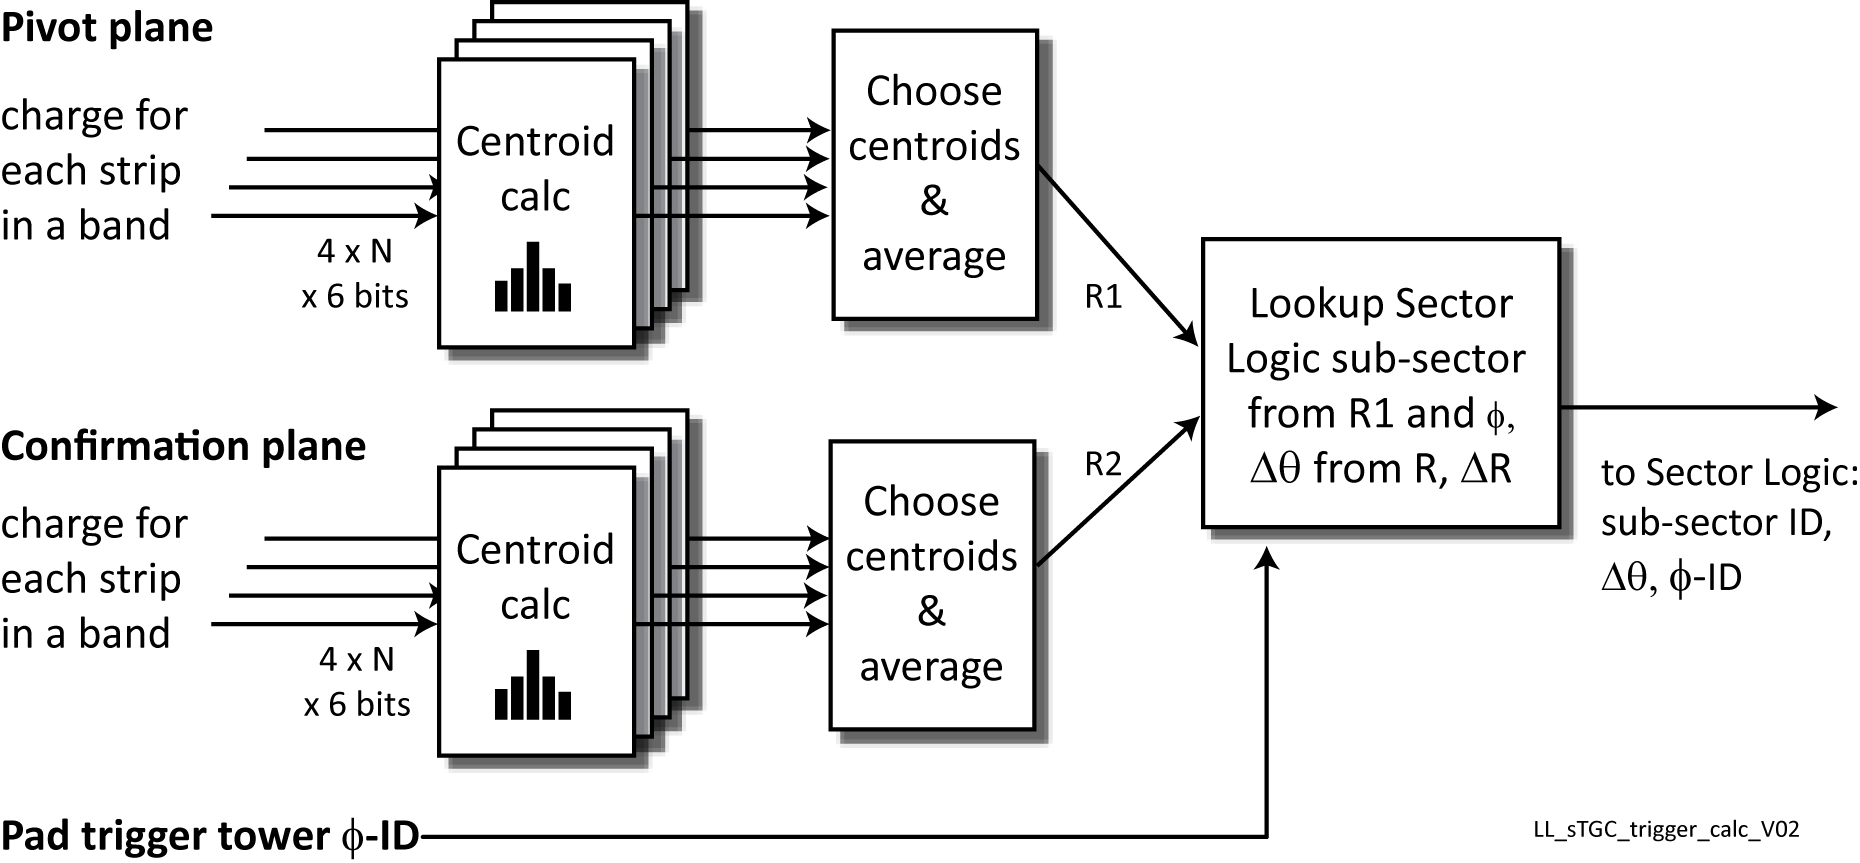 Pivot plane
charge for
each strip
in a band
4 x N
x 6 bits
Centroid
calc
Choose
centroids
&
average
R1
Lookup Sector
Logic sub-sector
from R1 and ϕ,
Δθ from R, ΔR
to Sector Logic:
sub-sector ID,
Δθ, ϕ-ID
Confirmation plane
charge for
each strip
in a band
4 x N
x 6 bits
Centroid
calc
Choose
centroids
&
average
R2
Pad trigger tower ϕ-ID
LL_sTGC_trigger_calc_V02